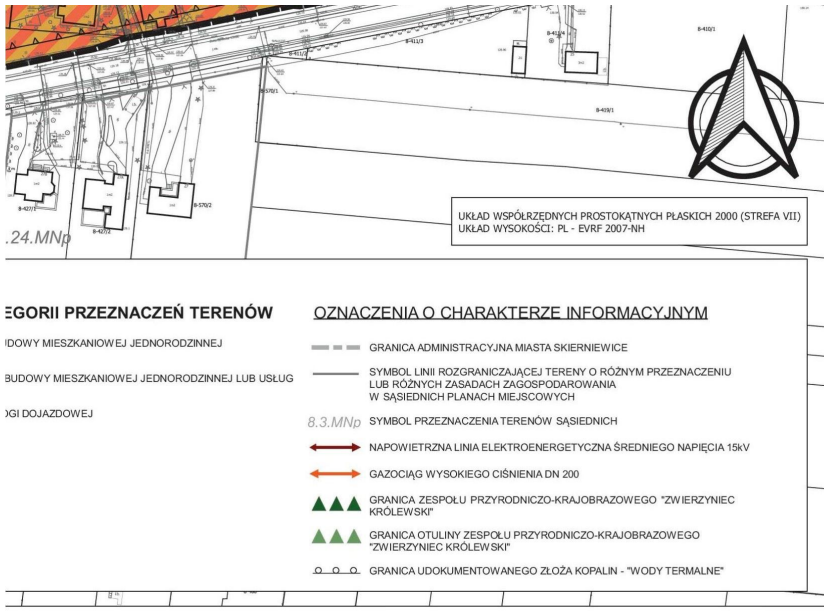 B-410/1
B-411/4
B-411/3
B-411/2
B-570/1
B-419/1
B-427/1
B-427/2
B-570/2
.24.MNp
UKŁAD WSPÓŁRZĘDNYCH PROSTOKĄTNYCH PŁASKICH 2000 (STREFA VII)
UKŁAD WYSOKOŚCI: PL - EVRF 2007-NH
EGORII PRZEZNACZEŃ TERENÓW
UDOWY MIESZKANIOWEJ JEDNORODZINNEJ
BUDOWY MIESZKANIOWEJ JEDNORODZINNEJ LUB USŁUG
OGI DOJAZDOWEJ
OZNACZENIA O CHARAKTERZE INFORMACYJNYM
GRANICA ADMINISTRACYJNA MIASTA SKIERNIEWICE
SYMBOL LINII ROZGRANICZAJĄCEJ TERENY O RÓŻNYM PRZEZNACZENIU
LUB RÓŻNYCH ZASADACH ZAGOSPODAROWANIA
W SĄSIEDNICH PLANACH MIEJSCOWYCH
8.3.MNp SYMBOL PRZEZNACZENIA TERENÓW SĄSIEDNICH
NAPOWIETRZNA LINIA ELEKTROENERGETYCZNA ŚREDNIEGO NAPIĘCIA 15kV
GAZOCIĄG WYSOKIEGO CIŚNIENIA DN 200
GRANICA ZESPOŁU PRZYRODNICZO-KRAJOBRAZOWEGO "ZWIERZYNIEC
KRÓLEWSKI"
GRANICA OTULINY ZESPOŁU PRZYRODNICZO-KRAJOBRAZOWEGO
"ZWIERZYNIEC KRÓLEWSKI"
GRANICA UDOKUMENTOWANEGO ZŁOŻA KOPALIN - "WODY TERMALNE"